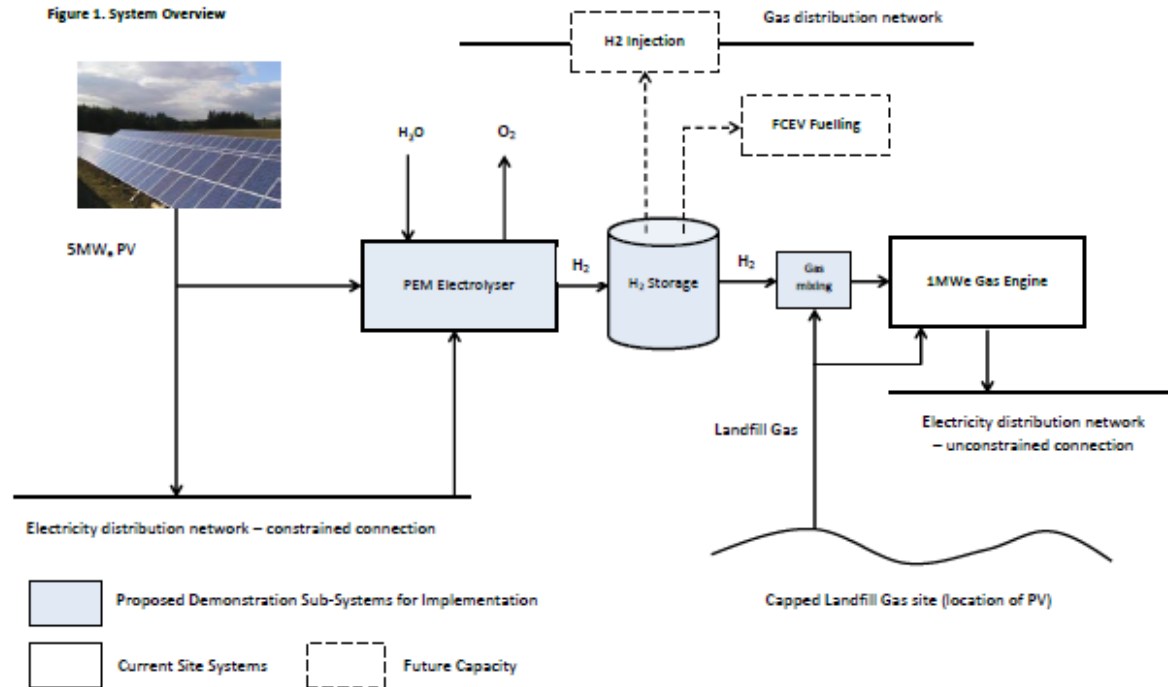 Figure 1. System Overview
Gas distribution network
H2 Injection
FCEV Fuelling
H₂O
O₂
5MWₑ PV
PEM Electrolyser
H₂
H₂ Storage
H₂
Gas
mixing
1MWe Gas Engine
Landfill Gas
Electricity distribution network
– unconstrained connection
Electricity distribution network – constrained connection
Proposed Demonstration Sub-Systems for Implementation
Capped Landfill Gas site (location of PV)
Current Site Systems
Future Capacity